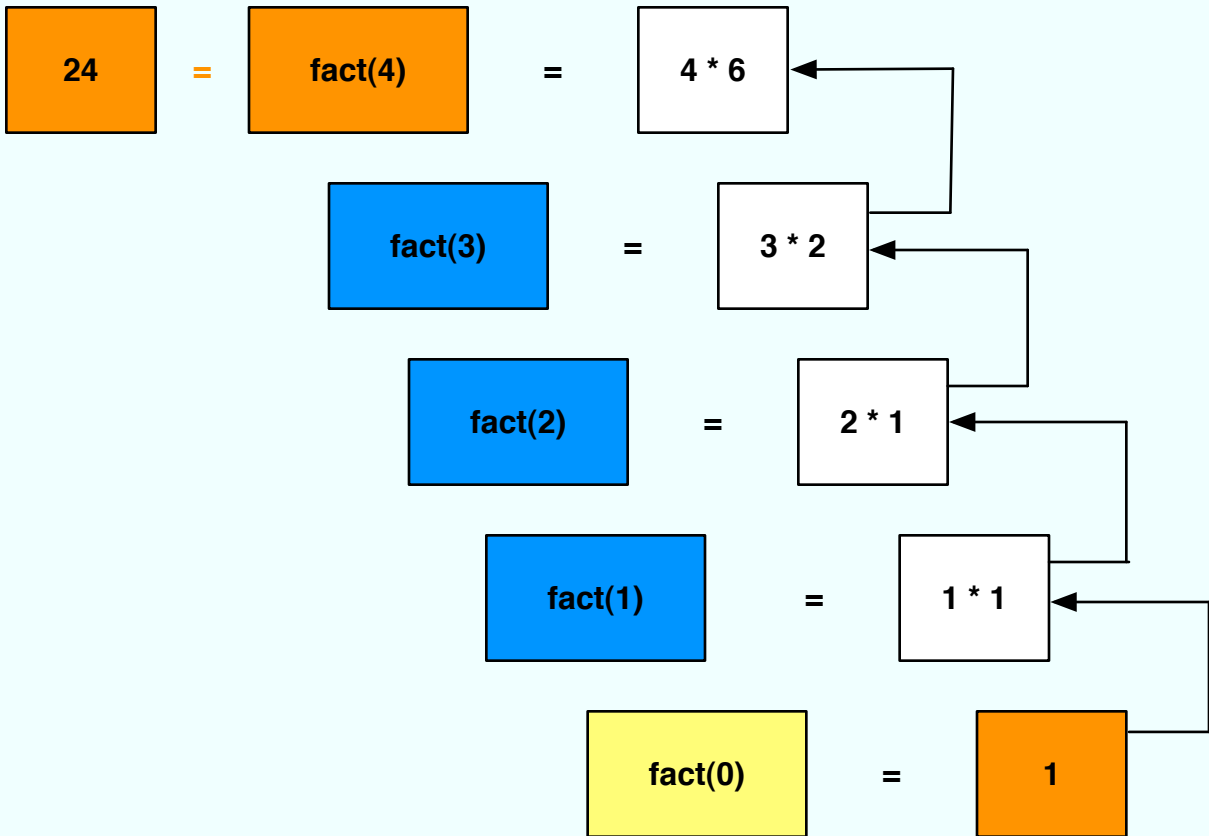 24 = fact(4) = 4 * 6
fact(3) = 3 * 2
fact(2) = 2 * 1
fact(1) = 1 * 1
fact(0) = 1